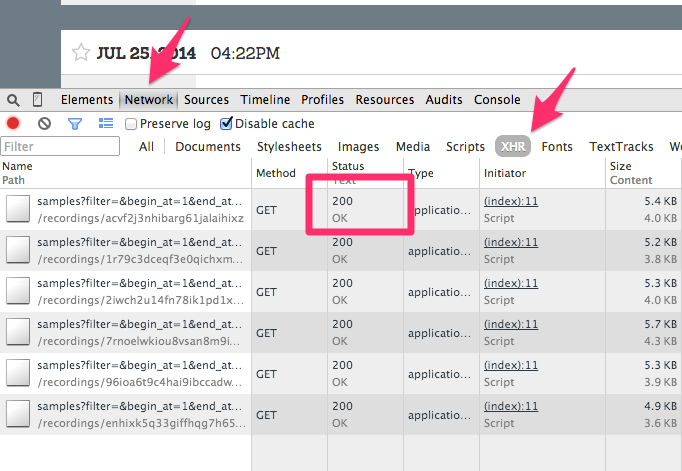 JUL 25, 2014 04:22PM
Elements Network Sources Timeline Profiles Resources Audits Console
Preserve log Disable cache
Filter All Documents Stylesheets Images Media Scripts XHR Fonts TextTracks
Name Method Status Type Initiator Size
Path Text Content
samples?filter=&begin_at=1&end_at... GET 200 applicatio... (index):11 5.4 KB
/recordings/acvf2j3nhibarg61jalaihixz OK Script 4.0 KB
samples?filter=&begin_at=1&end_at... GET 200 applicatio... (index):11 5.2 KB
/recordings/1r79c3dceqf3e0qichxm... OK Script 3.8 KB
samples?filter=&begin_at=1&end_at... GET 200 applicatio... (index):11 5.3 KB
/recordings/2iwch2u14fn78ik1pd1x... OK Script 4.0 KB
samples?filter=&begin_at=1&end_at... GET 200 applicatio... (index):11 5.7 KB
/recordings/7rnoelwkiou8vsan8m9i... OK Script 4.3 KB
samples?filter=&begin_at=1&end_at... GET 200 applicatio... (index):11 5.3 KB
/recordings/96ioa6t9c4hai9ibccadw... OK Script 3.9 KB
samples?filter=&begin_at=1&end_at... GET 200 applicatio... (index):11 4.9 KB
/recordings/enhixk5q33giffhqg7h65... OK Script 3.6 KB